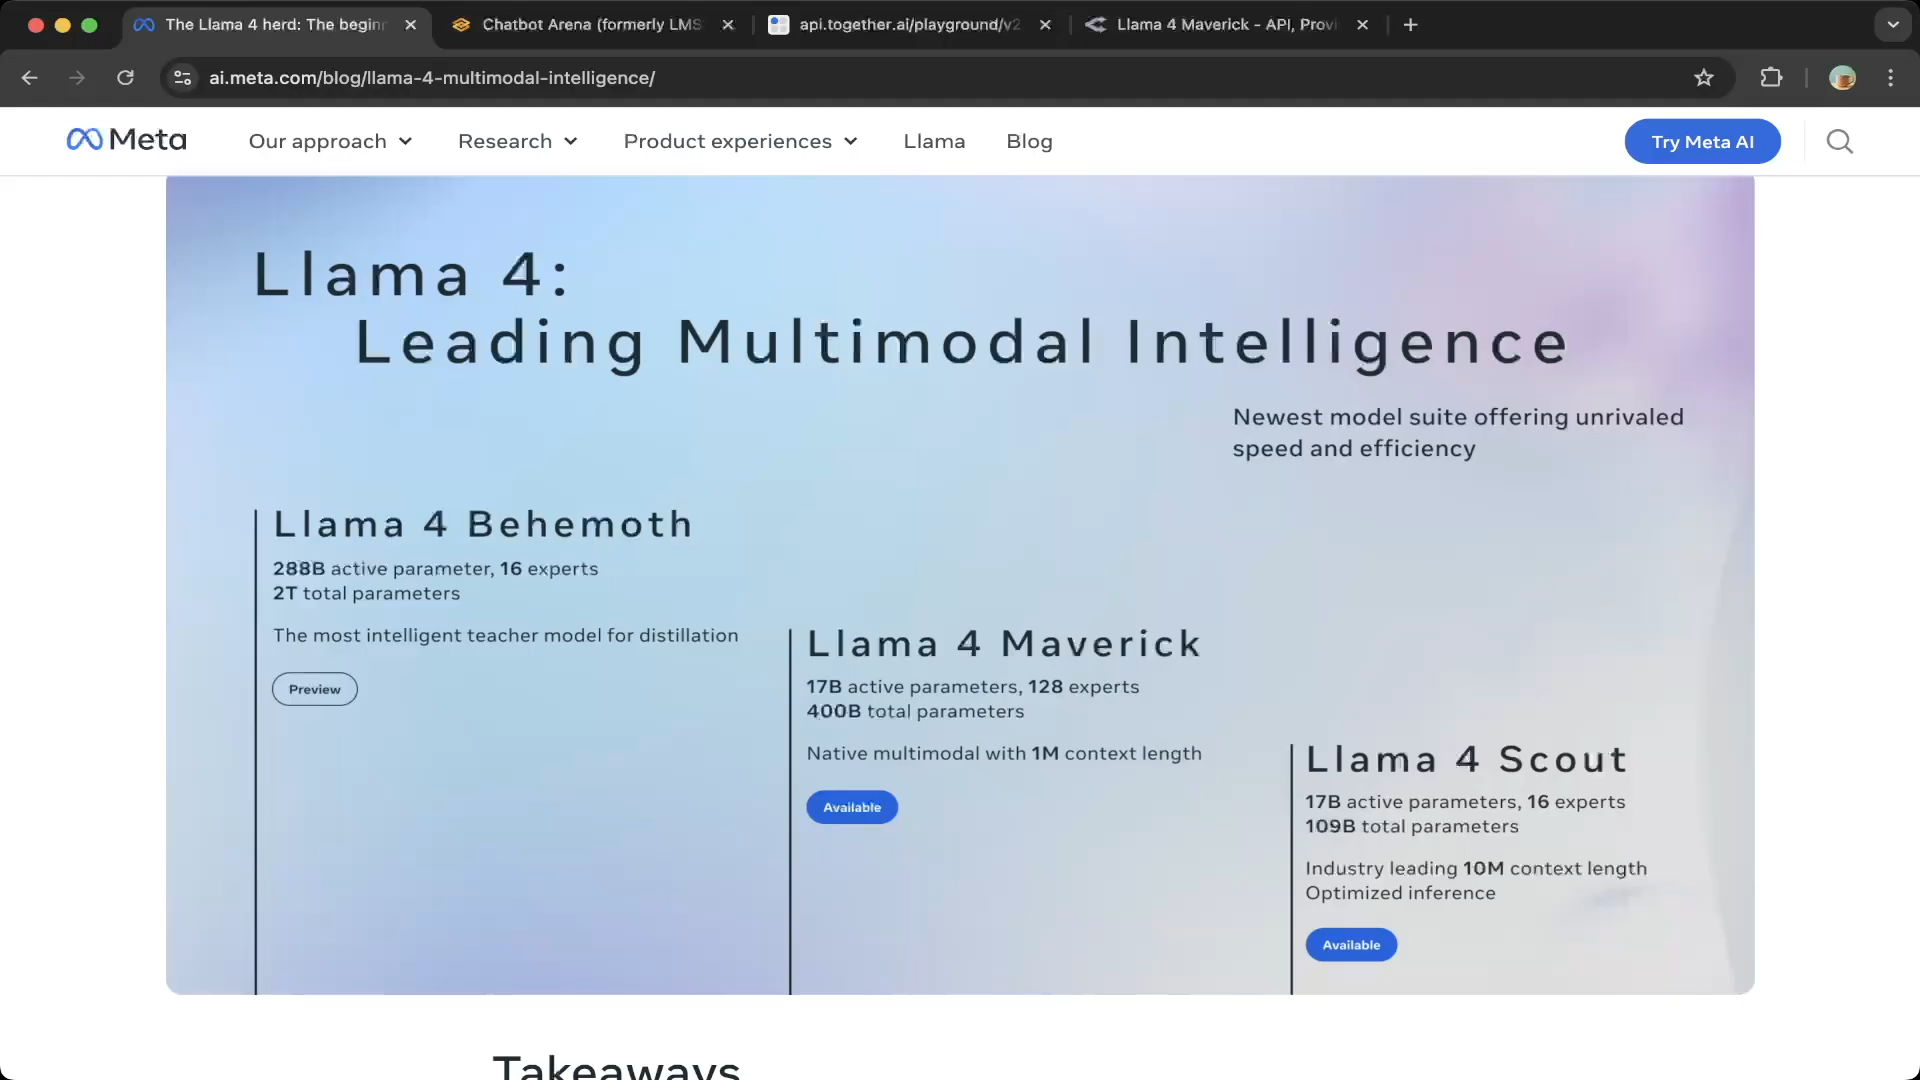 The Llama 4 herd: The begin
Chatbot Arena (formerly LMS
api.together.ai/playground/v2
Llama 4 Maverick - API, Provi
ai.meta.com/blog/llama-4-multimodal-intelligence/
Meta
Our approach
Research
Product experiences
Llama
Blog
Try Meta AI
Llama 4:
Leading Multimodal Intelligence
Newest model suite offering unrivaled
speed and efficiency
Llama 4 Behemoth
288B active parameter, 16 experts
2T total parameters
The most intelligent teacher model for distillation
Preview
Llama 4 Maverick
17B active parameters, 128 experts
400B total parameters
Native multimodal with 1M context length
Available
Llama 4 Scout
17B active parameters, 16 experts
109B total parameters
Industry leading 10M context length
Optimized inference
Available
Takeaways